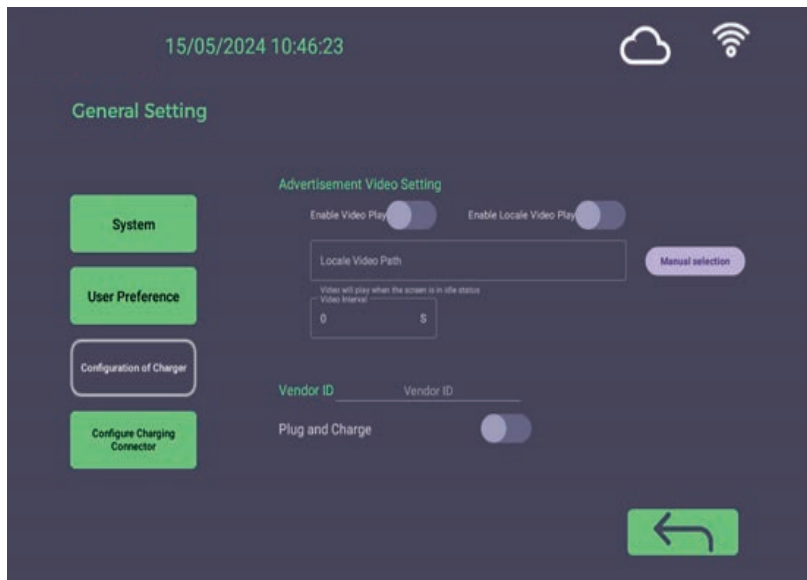 15/05/2024 10:46:23
General Setting
System
User Preference
Configuration of Charger
Configure Charging
Connector
Advertisement Video Setting
Enable Video Play
Enable Locale Video Play
Locale Video Path
Manual selection
Video will play when the screen is in idle status
Video Interval
0 S
Vendor ID Vendor ID
Plug and Charge